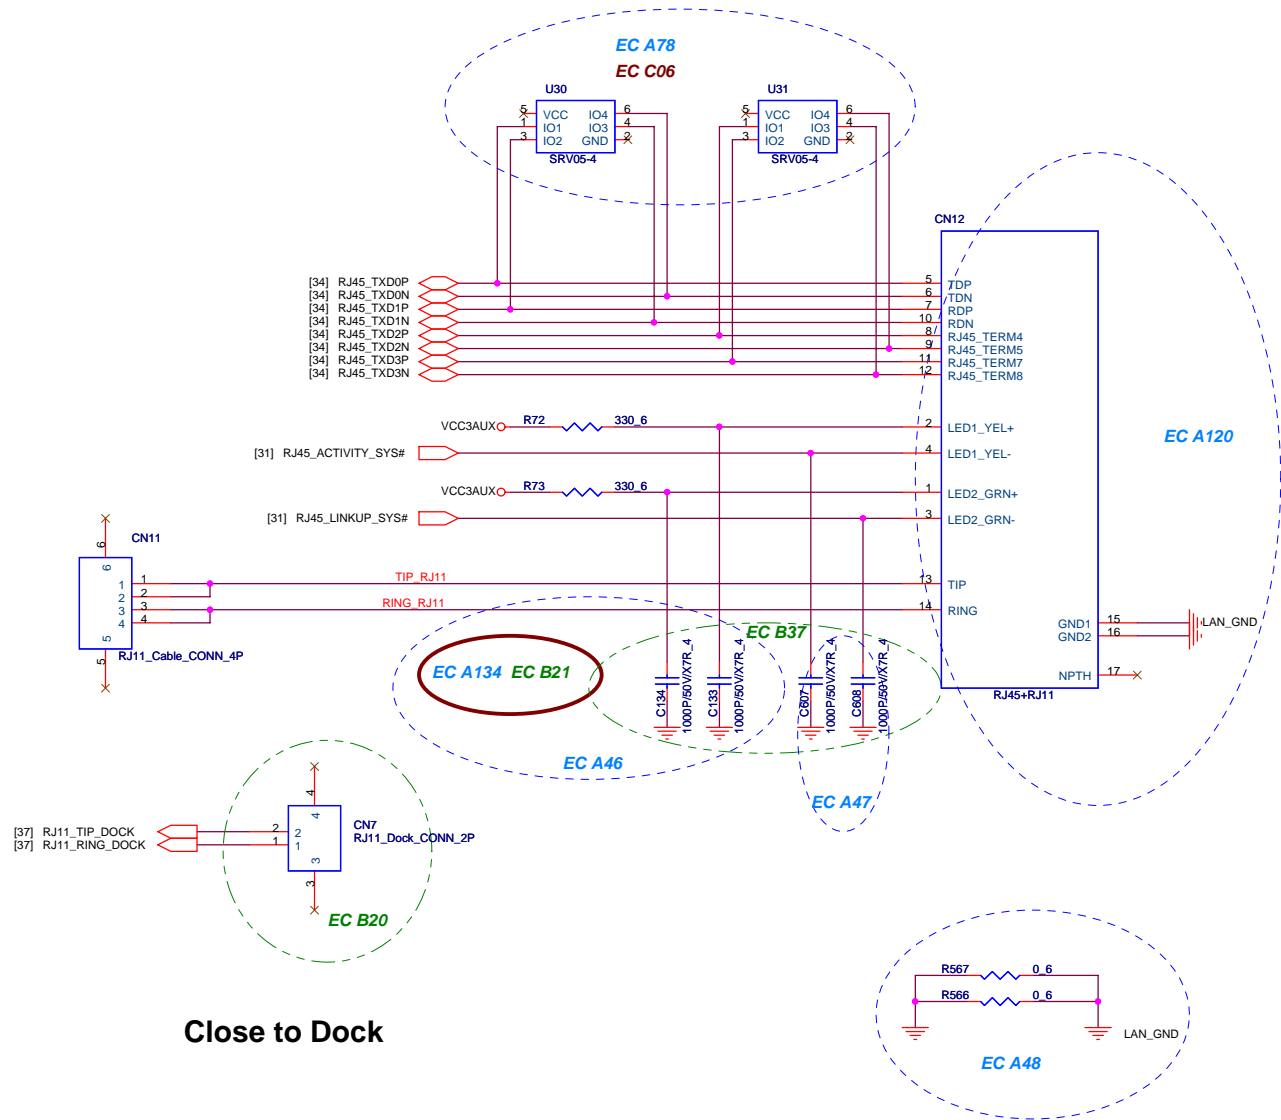 EC A78
EC C06
U30
U31
5 VCC IO4 6
1 IO1 IO3 4
3 IO2 GND 2
SRV05-4
5 VCC IO4 6
1 IO1 IO3 4
3 IO2 GND 2
SRV05-4
CN12
[34] RJ45_TXD0P 5 TDP
[34] RJ45_TXD0N 6 TDN
[34] RJ45_TXD1P 7 RDP
[34] RJ45_TXD1N 10 RDN
[34] RJ45_TXD2P 8 RJ45_TERM4
[34] RJ45_TXD2N 9 RJ45_TERM5
[34] RJ45_TXD3P 11 RJ45_TERM7
[34] RJ45_TXD3N 12 RJ45_TERM8
VCC3AUX R72 330_6 2 LED1_YEL+
EC A120
[31] RJ45_ACTIVITY_SYS# 4 LED1_YEL-
VCC3AUX R73 330_6 1 LED2_GRN+
[31] RJ45_LINKUP_SYS# 3 LED2_GRN-
CN11
6
6
1 1 TIP_RJ11 13 TIP
2 2
3 3 RING_RJ11 14 RING
4 4
5
5
RJ11_Cable_CONN_4P
GND1 15 LAN_GND
GND2 16
NPTH 17
RJ45+RJ11
EC B37
EC A134 EC B21
C134
1000P/50V/X7R_4
C133
1000P/50V/X7R_4
C607
1000P/50V/X7R_4
C608
1000P/50V/X7R_4
EC A46
EC A47
4
4
CN7
RJ11_Dock_CONN_2P
[37] RJ11_TIP_DOCK 2 2
[37] RJ11_RING_DOCK 1 1
3
3
EC B20
R567 0_6
R566 0_6
LAN_GND
EC A48
Close to Dock